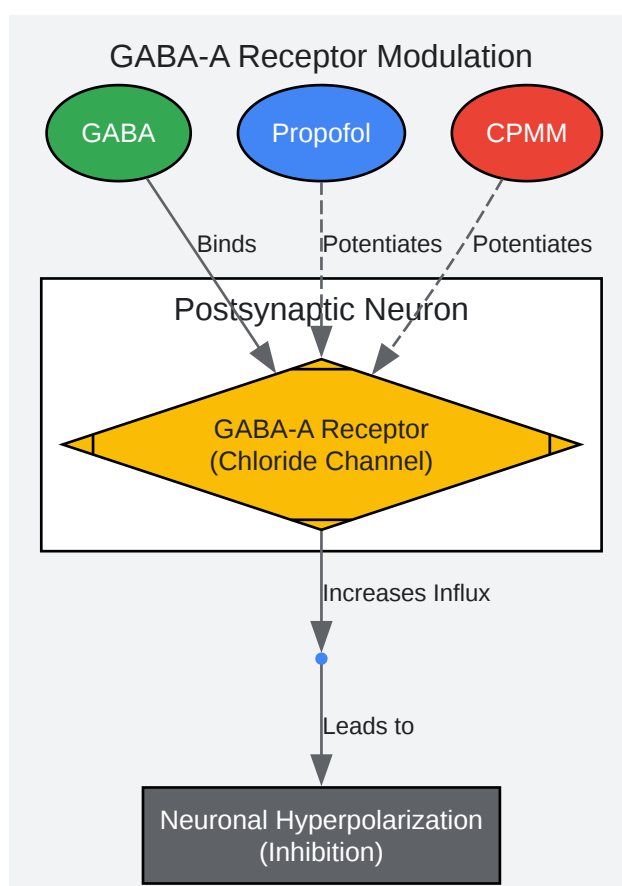 GABA-A Receptor Modulation
GABA
Propofol
CPMM
Binds
Potentiates
Potentiates
Postsynaptic Neuron
GABA-A Receptor
(Chloride Channel)
Increases Influx
Leads to
Neuronal Hyperpolarization
(Inhibition)